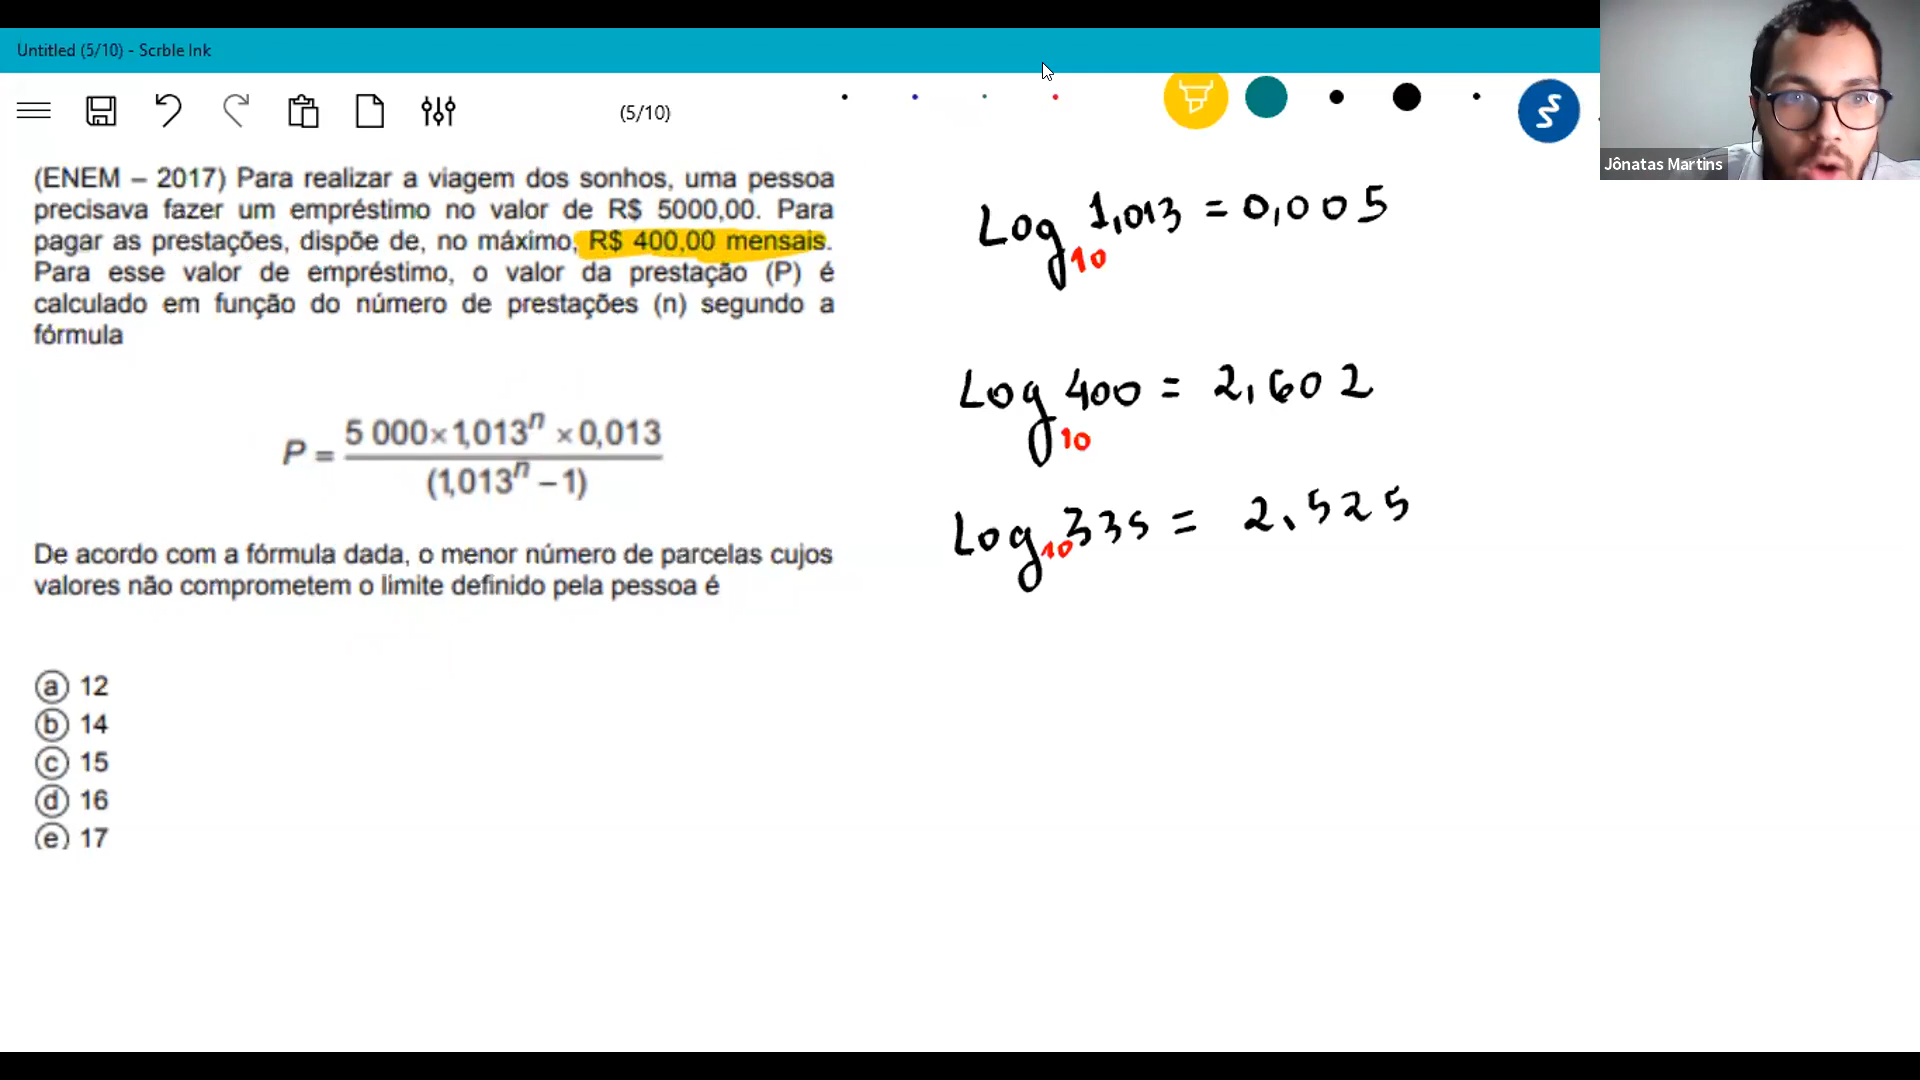 Untitled (5/10) - Scrble Ink
(5/10)
Jônatas Martins
(ENEM – 2017) Para realizar a viagem dos sonhos, uma pessoa
precisava fazer um empréstimo no valor de R$ 5000,00. Para
pagar as prestações, dispõe de, no máximo, R$ 400,00 mensais.
Para esse valor de empréstimo, o valor da prestação (P) é
calculado em função do número de prestações (n) segundo a
fórmula
P = 5 000×1,013ⁿ ×0,013 / (1,013ⁿ – 1)
De acordo com a fórmula dada, o menor número de parcelas cujos
valores não comprometem o limite definido pela pessoa é
a 12
b 14
c 15
d 16
e 17
Log₁₀ 1,013 = 0,005
Log₁₀ 400 = 2,602
Log₁₀ 335 = 2,525